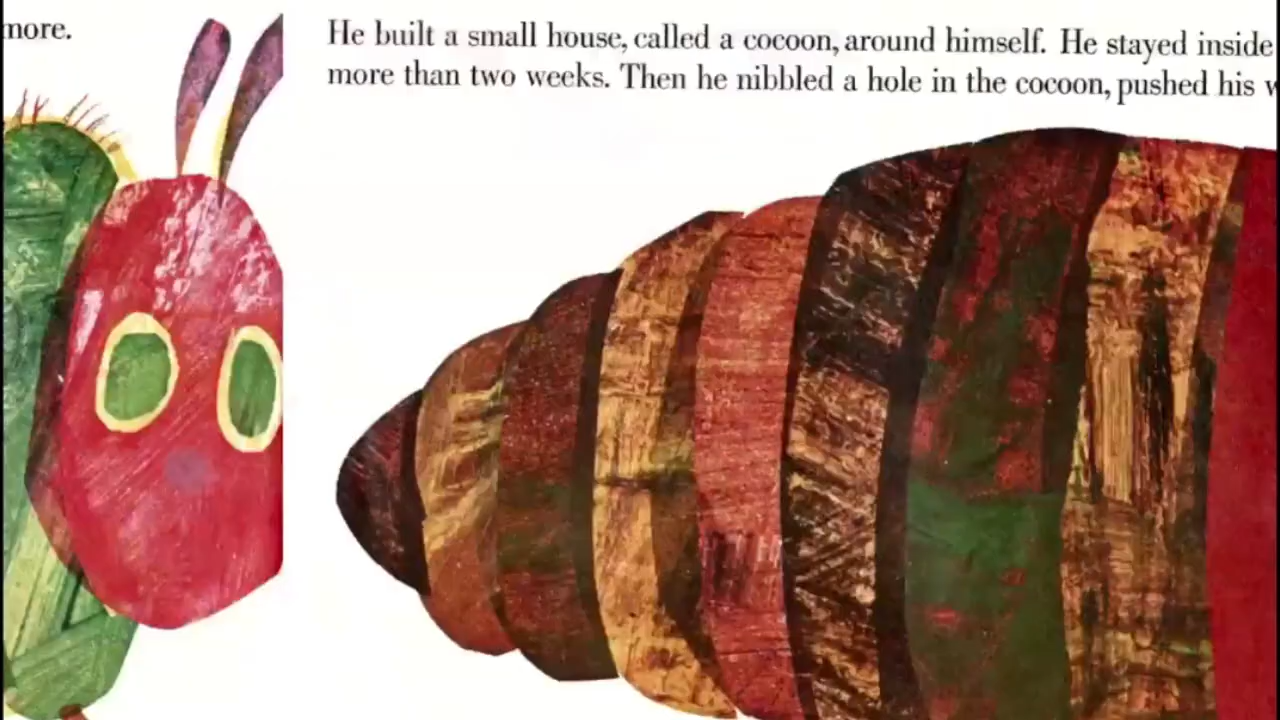 more.
He built a small house, called a cocoon, around himself. He stayed inside
more than two weeks. Then he nibbled a hole in the cocoon, pushed his